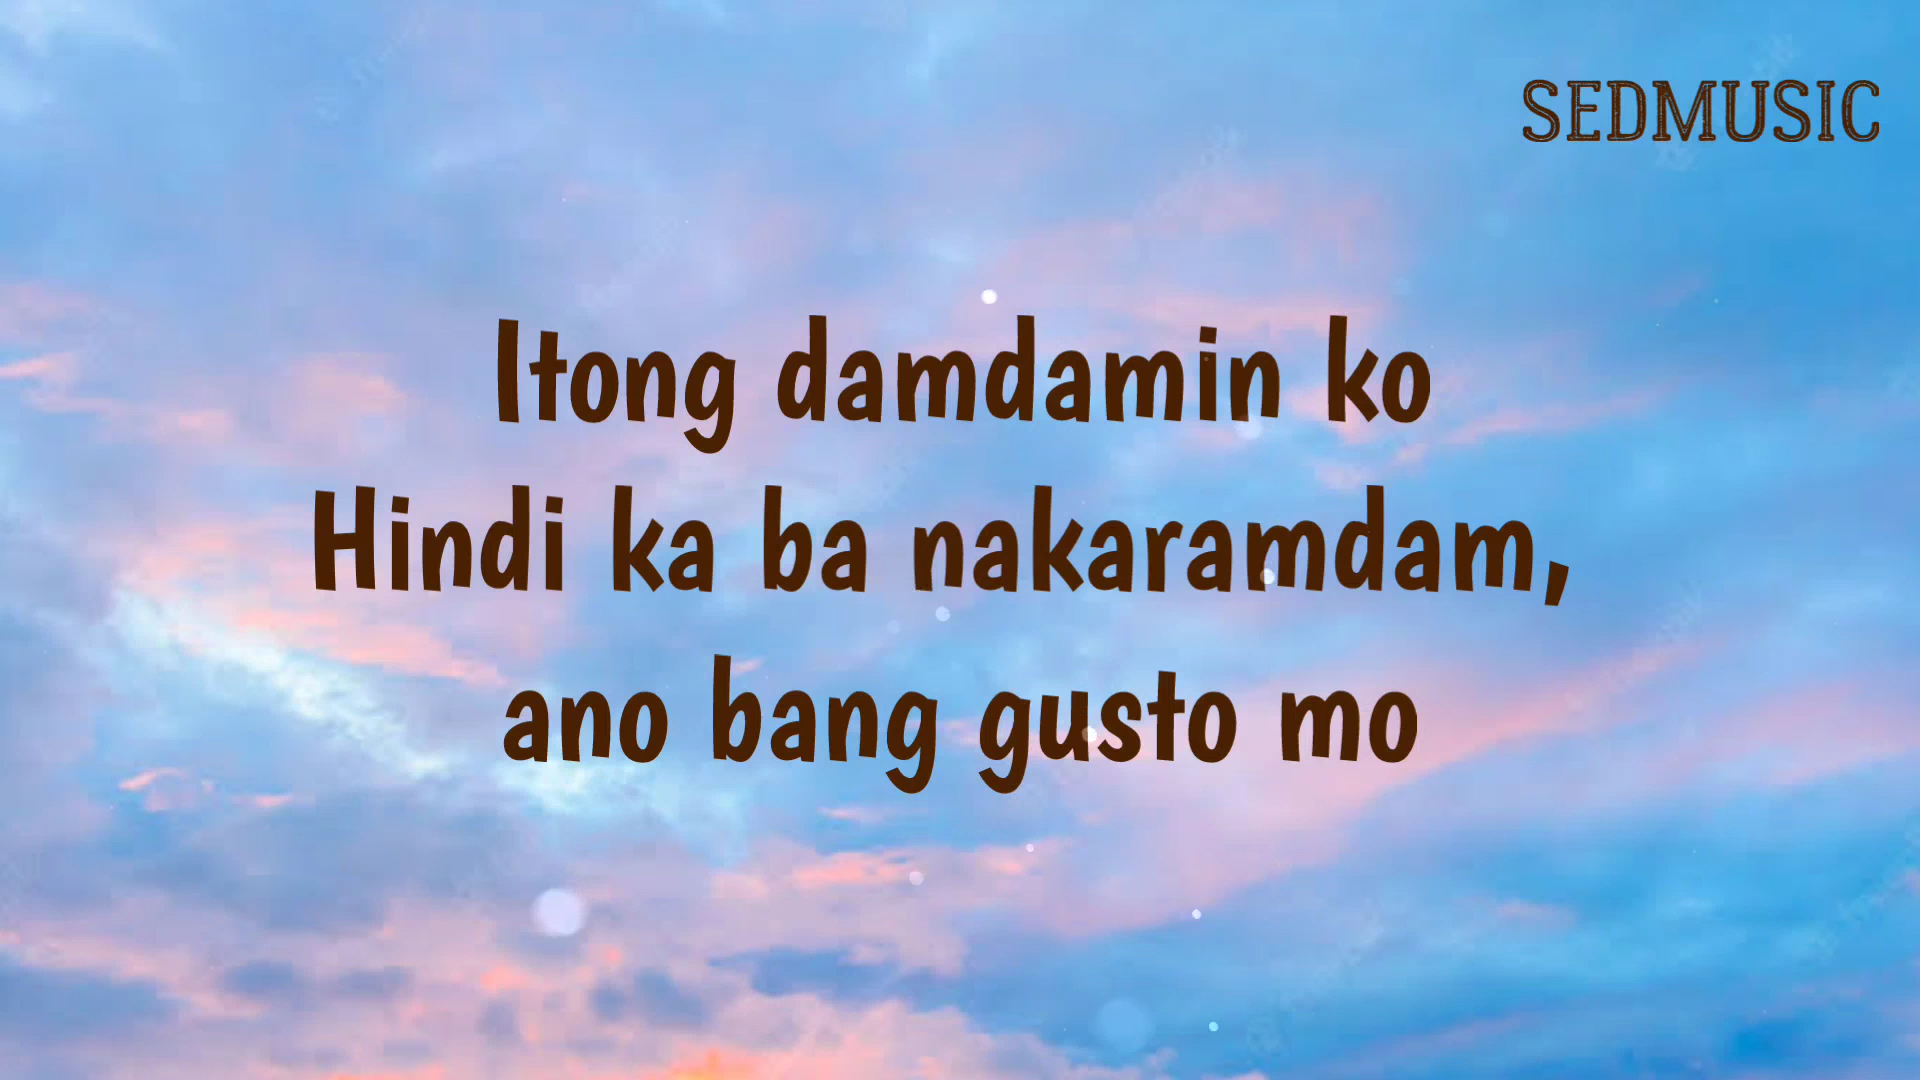 SEDMUSIC
Itong damdamin ko
Hindi ka ba nakaramdam,
ano bang gusto mo